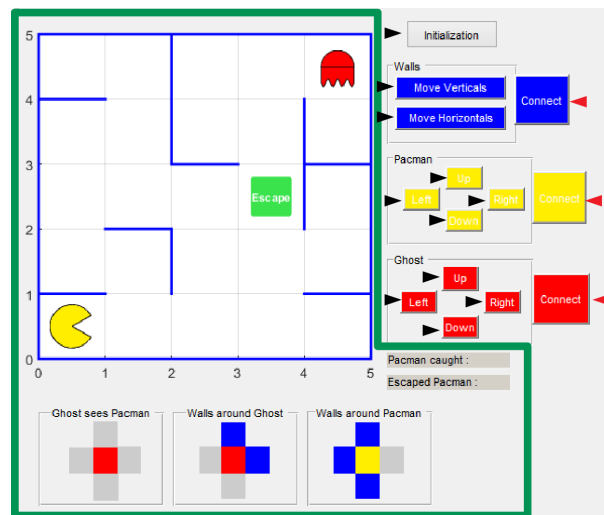 5
4
3
2
1
0
0 1 2 3 4 5
Escape
Initialization
Walls
Move Verticals
Move Horizontals
Connect
Pacman
Up
Left
Right
Down
Connect
Ghost
Up
Left
Right
Down
Connect
Pacman caught :
Escaped Pacman :
Ghost sees Pacman
Walls around Ghost
Walls around Pacman